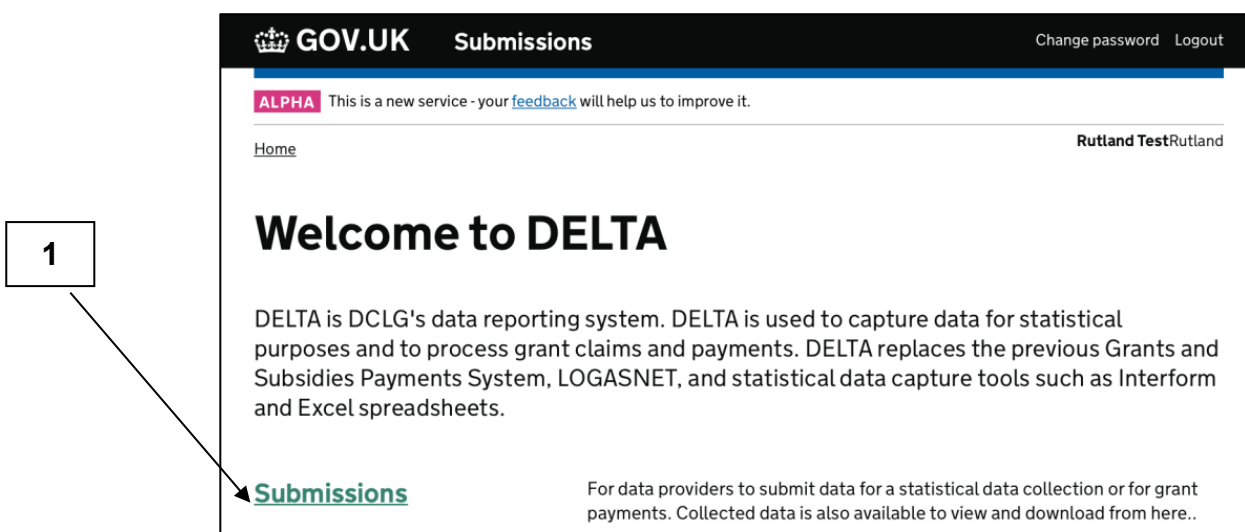 GOV.UK Submissions Change password Logout
ALPHA This is a new service - your feedback will help us to improve it.
Home Rutland TestRutland
Welcome to DELTA
1
DELTA is DCLG's data reporting system. DELTA is used to capture data for statistical
purposes and to process grant claims and payments. DELTA replaces the previous Grants and
Subsidies Payments System, LOGASNET, and statistical data capture tools such as Interform
and Excel spreadsheets.
Submissions
For data providers to submit data for a statistical data collection or for grant
payments. Collected data is also available to view and download from here..